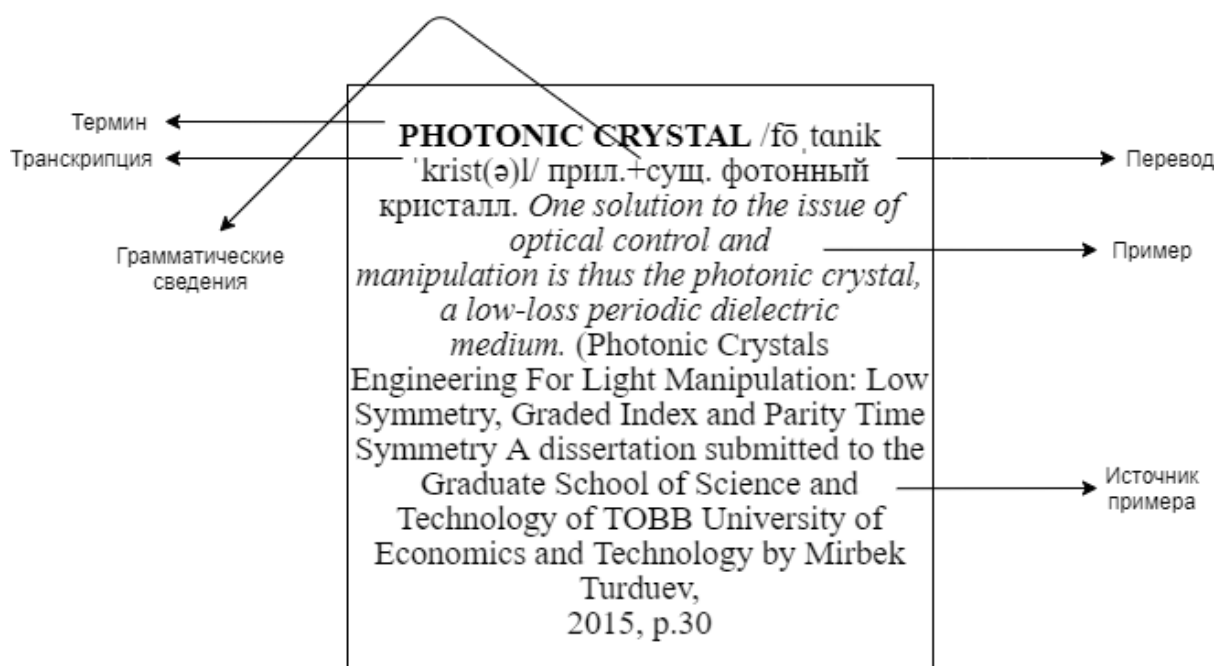 Термин
Транскрипция
Грамматические
сведения
PHOTONIC CRYSTAL /fō͵tɑnik
ˈkrist(ə)l/ прил.+сущ. фотонный
кристалл. One solution to the issue of
optical control and
manipulation is thus the photonic crystal,
a low-loss periodic dielectric
medium. (Photonic Crystals
Engineering For Light Manipulation: Low
Symmetry, Graded Index and Parity Time
Symmetry A dissertation submitted to the
Graduate School of Science and
Technology of TOBB University of
Economics and Technology by Mirbek
Turduev,
2015, p.30
Перевод
Пример
Источник
примера